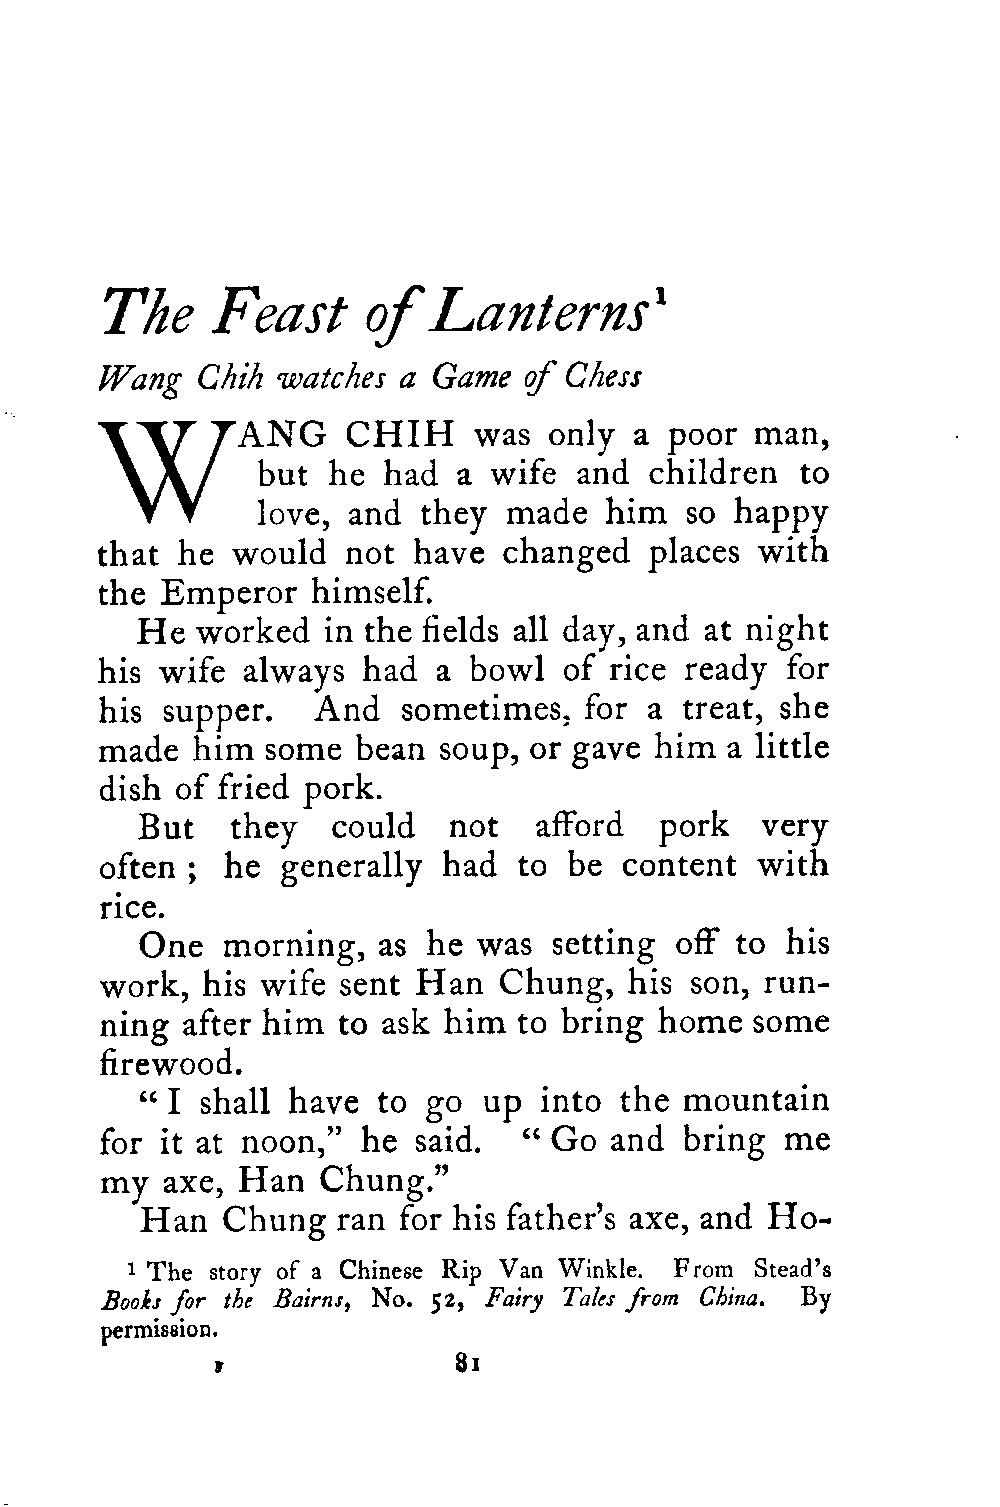 The Feast of Lanterns¹
Wang Chih watches a Game of Chess
WANG CHIH was only a poor man,
but he had a wife and children to
love, and they made him so happy
that he would not have changed places with
the Emperor himself.
He worked in the fields all day, and at night
his wife always had a bowl of rice ready for
his supper. And sometimes, for a treat, she
made him some bean soup, or gave him a little
dish of fried pork.
But they could not afford pork very
often ; he generally had to be content with
rice.
One morning, as he was setting off to his
work, his wife sent Han Chung, his son, run-
ning after him to ask him to bring home some
firewood.
“ I shall have to go up into the mountain
for it at noon,” he said. “ Go and bring me
my axe, Han Chung.”
Han Chung ran for his father’s axe, and Ho-
¹ The story of a Chinese Rip Van Winkle. From Stead’s
Books for the Bairns, No. 52, Fairy Tales from China. By
permission.
F 81